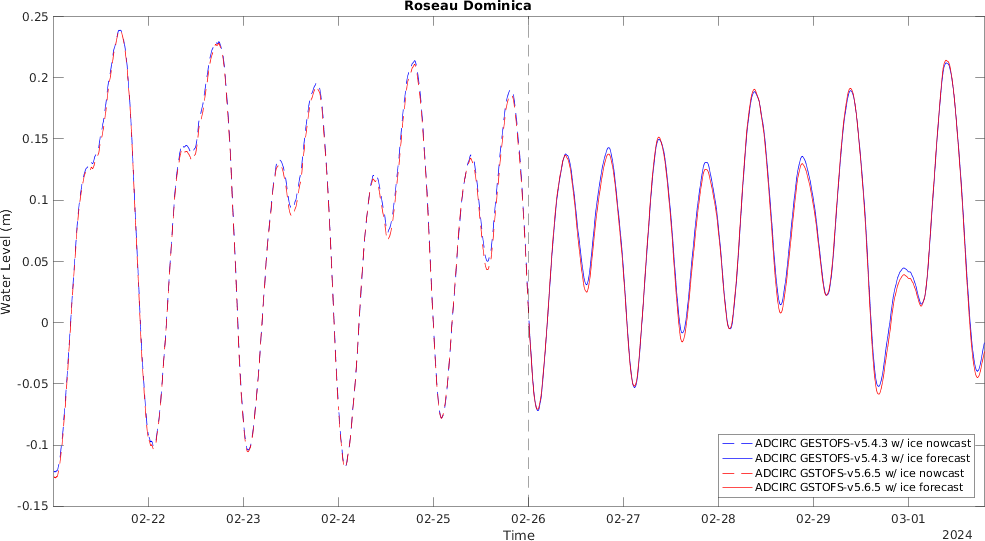 Roseau Dominica
0.25
0.2
0.15
0.1
0.05
0
-0.05
-0.1
-0.15
Water Level (m)
02-22 02-23 02-24 02-25 02-26 02-27 02-28 02-29 03-01
Time
2024
ADCIRC GESTOFS-v5.4.3 w/ ice nowcast
ADCIRC GESTOFS-v5.4.3 w/ ice forecast
ADCIRC GSTOFS-v5.6.5 w/ ice nowcast
ADCIRC GSTOFS-v5.6.5 w/ ice forecast